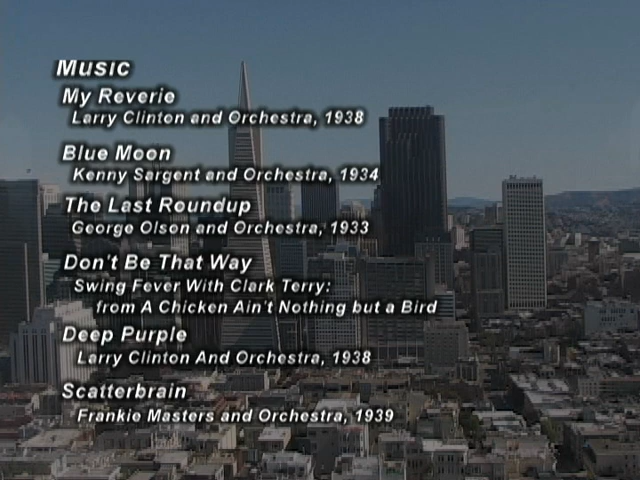 Music
My Reverie
Larry Clinton and Orchestra, 1938
Blue Moon
Kenny Sargent and Orchestra, 1934
The Last Roundup
George Olson and Orchestra, 1933
Don't Be That Way
Swing Fever With Clark Terry:
from A Chicken Ain't Nothing but a Bird
Deep Purple
Larry Clinton And Orchestra, 1938
Scatterbrain
Frankie Masters and Orchestra, 1939